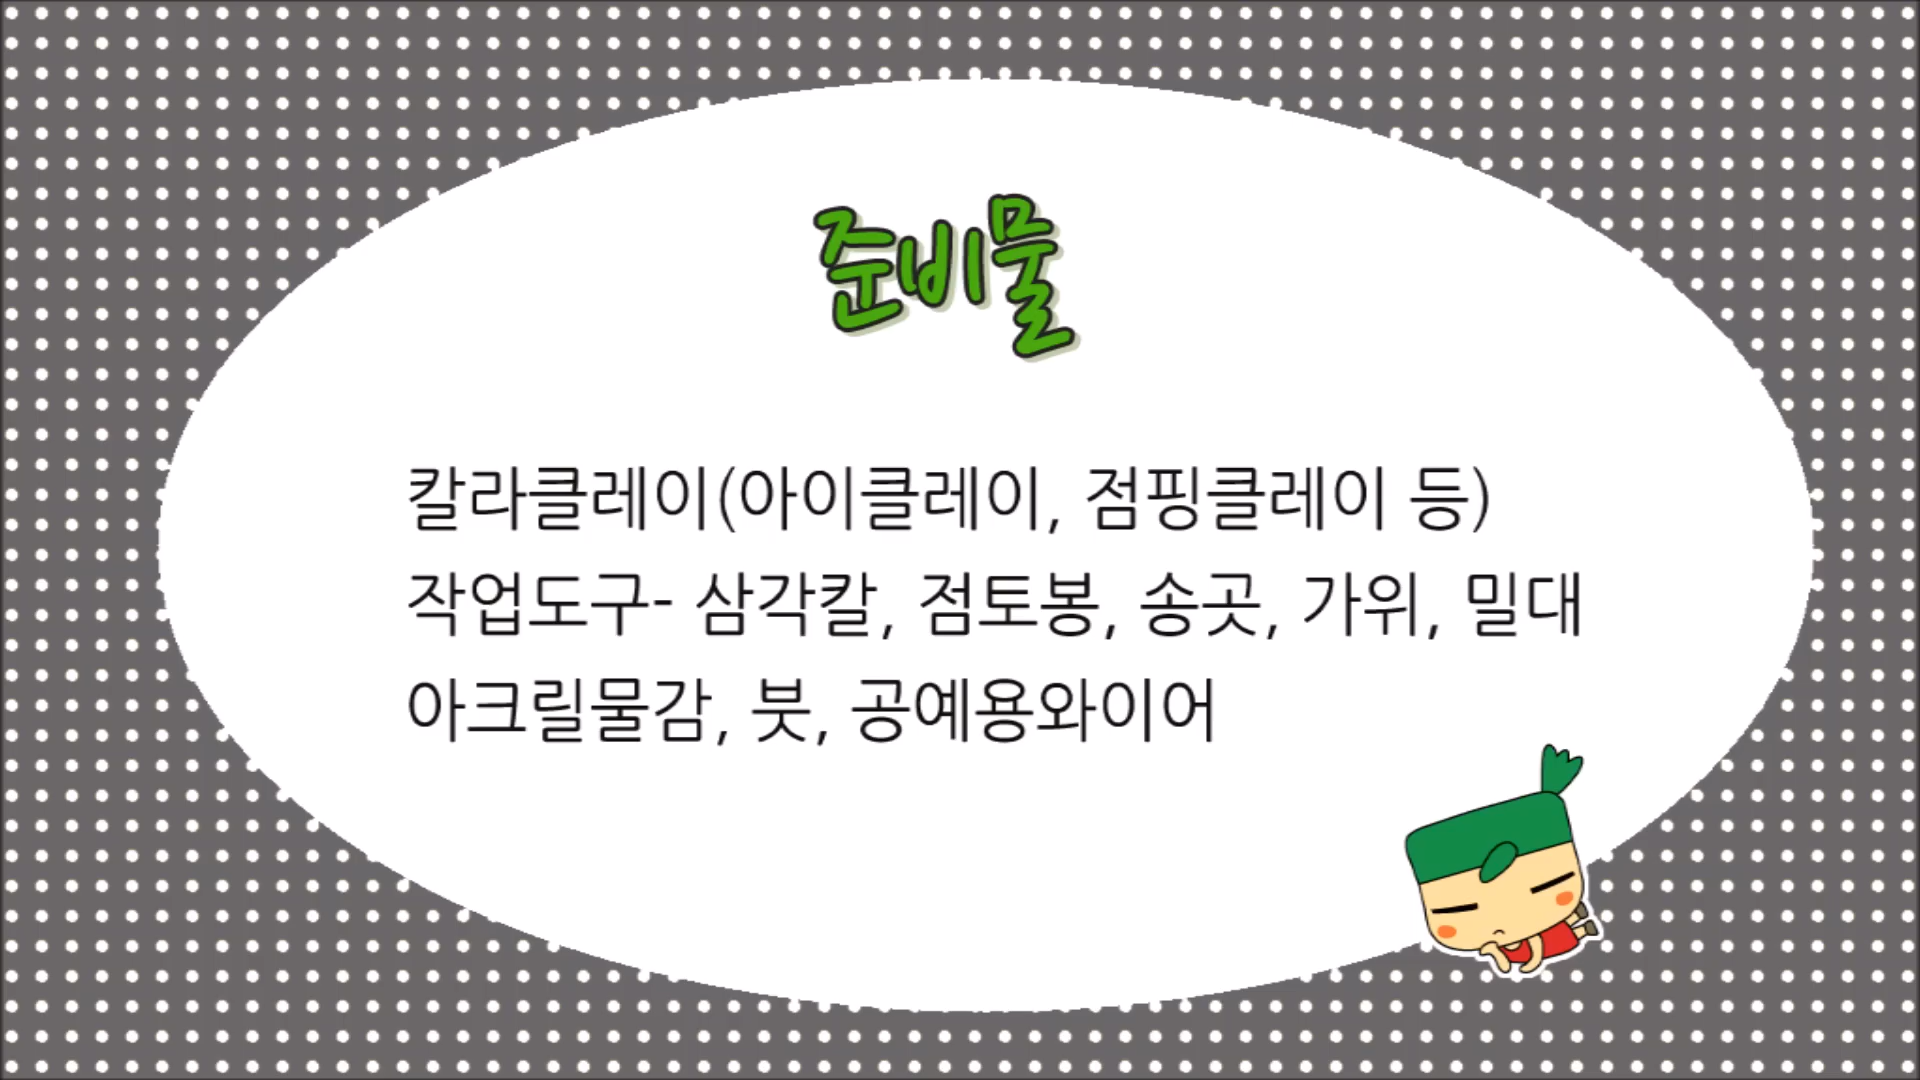 준비물
칼라클레이(아이클레이, 점핑클레이 등)
작업도구- 삼각칼, 점토봉, 송곳, 가위, 밀대
아크릴물감, 붓, 공예용와이어